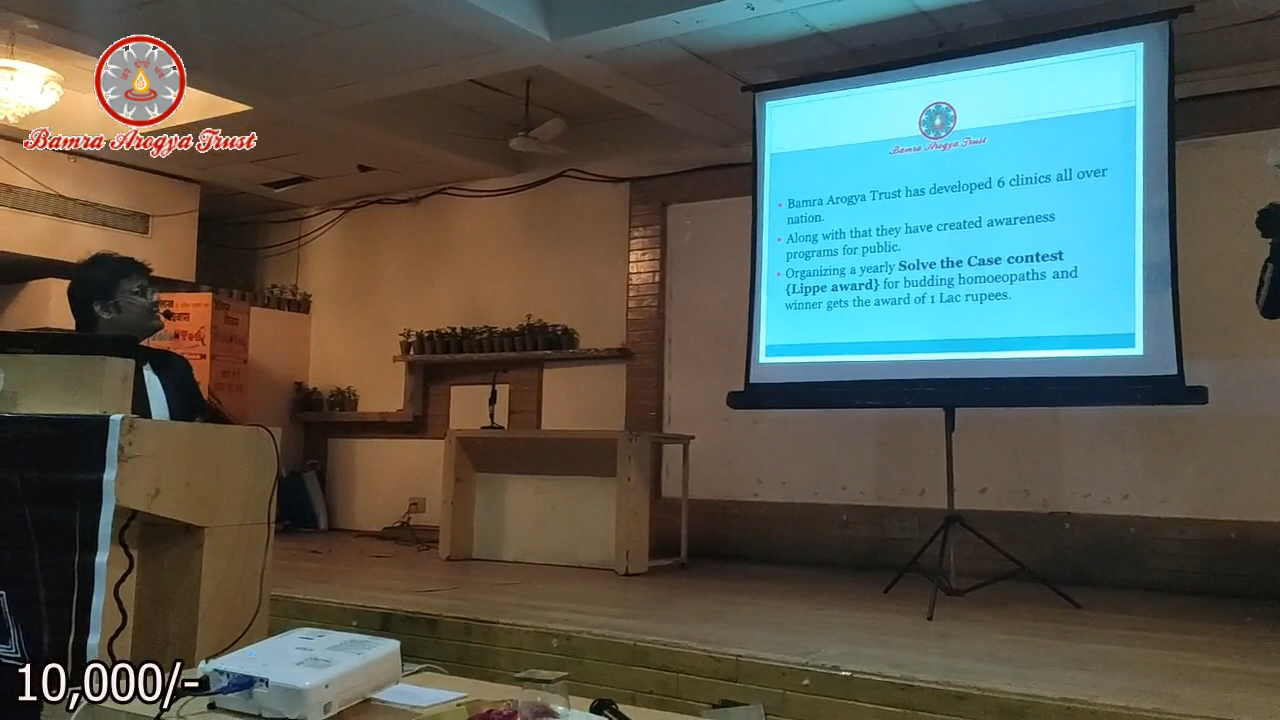 Bamra Arogya Trust
Bamra Arogya Trust
Bamra Arogya Trust has developed 6 clinics all over
nation.
Along with that they have created awareness
programs for public.
Organizing a yearly Solve the Case contest
{Lippe award} for budding homoeopaths and
winner gets the award of 1 Lac rupees.
10,000/-